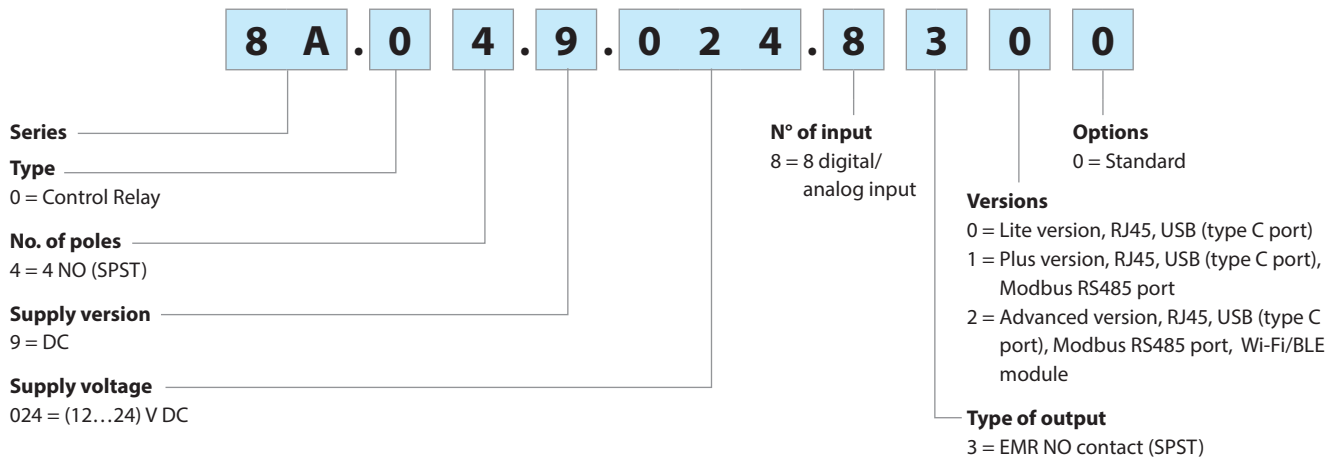 8 A . 0 4 . 9 . 0 2 4 . 8 3 0 0
Series
Type
0 = Control Relay
No. of poles
4 = 4 NO (SPST)
Supply version
9 = DC
Supply voltage
024 = (12…24) V DC
N° of input
8 = 8 digital/
analog input
Options
0 = Standard
Versions
0 = Lite version, RJ45, USB (type C port)
1 = Plus version, RJ45, USB (type C port),
Modbus RS485 port
2 = Advanced version, RJ45, USB (type C
port), Modbus RS485 port, Wi-Fi/BLE
module
Type of output
3 = EMR NO contact (SPST)